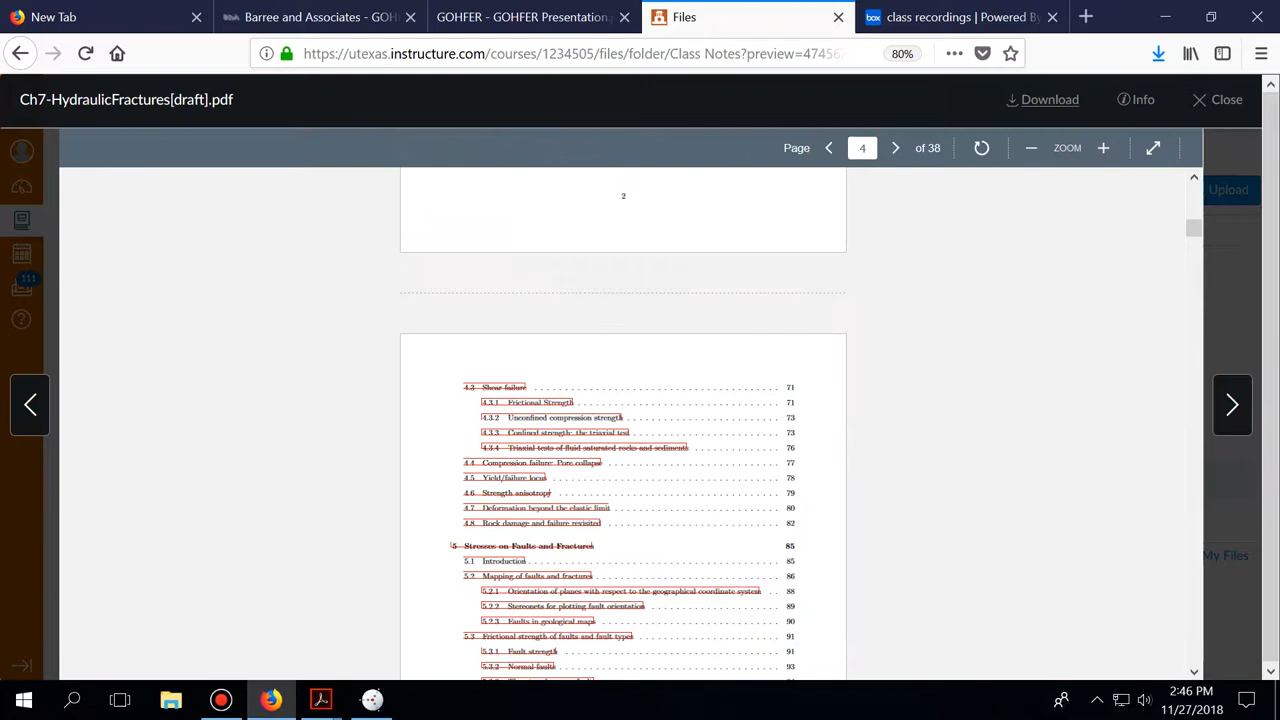 New Tab
Barree and Associates - GOH
GOHFER - GOHFER Presentation.
Files
class recordings | Powered By
https://utexas.instructure.com/courses/1234505/files/folder/Class Notes?preview=47456
80%
Ch7-HydraulicFractures[draft].pdf
Download
Info
Close
Page
4
of 38
ZOOM
Upload
111
My Files
2
4.3 Shear failure 71
4.3.1 Frictional Strength 71
4.3.2 Unconfined compression strength 73
4.3.3 Confined strength: the triaxial test 73
4.3.4 Triaxial tests of fluid saturated rocks and sediments 76
4.4 Compression failure: Pore collapse 77
4.5 Yield/failure locus 78
4.6 Strength anisotropy 79
4.7 Deformation beyond the elastic limit 80
4.8 Rock damage and failure revisited 82
5 Stresses on Faults and Fractures 85
5.1 Introduction 85
5.2 Mapping of faults and fractures 86
5.2.1 Orientation of planes with respect to the geographical coordinate system 88
5.2.2 Stereonets for plotting fault orientation 89
5.2.3 Faults in geological maps 90
5.3 Frictional strength of faults and fault types 91
5.3.1 Fault strength 91
5.3.2 Normal faults 93
2:46 PM
11/27/2018